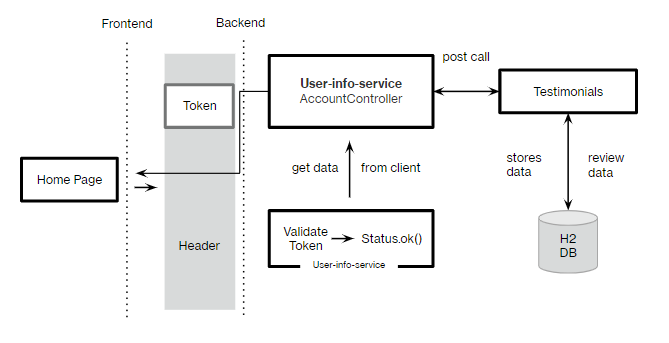 Frontend
Backend
post call
User-info-service
AccountController
Testimonials
Token
get data
from client
stores
data
review
data
Home Page
Header
Validate
Token
Status.ok()
User-info-service
H2
DB